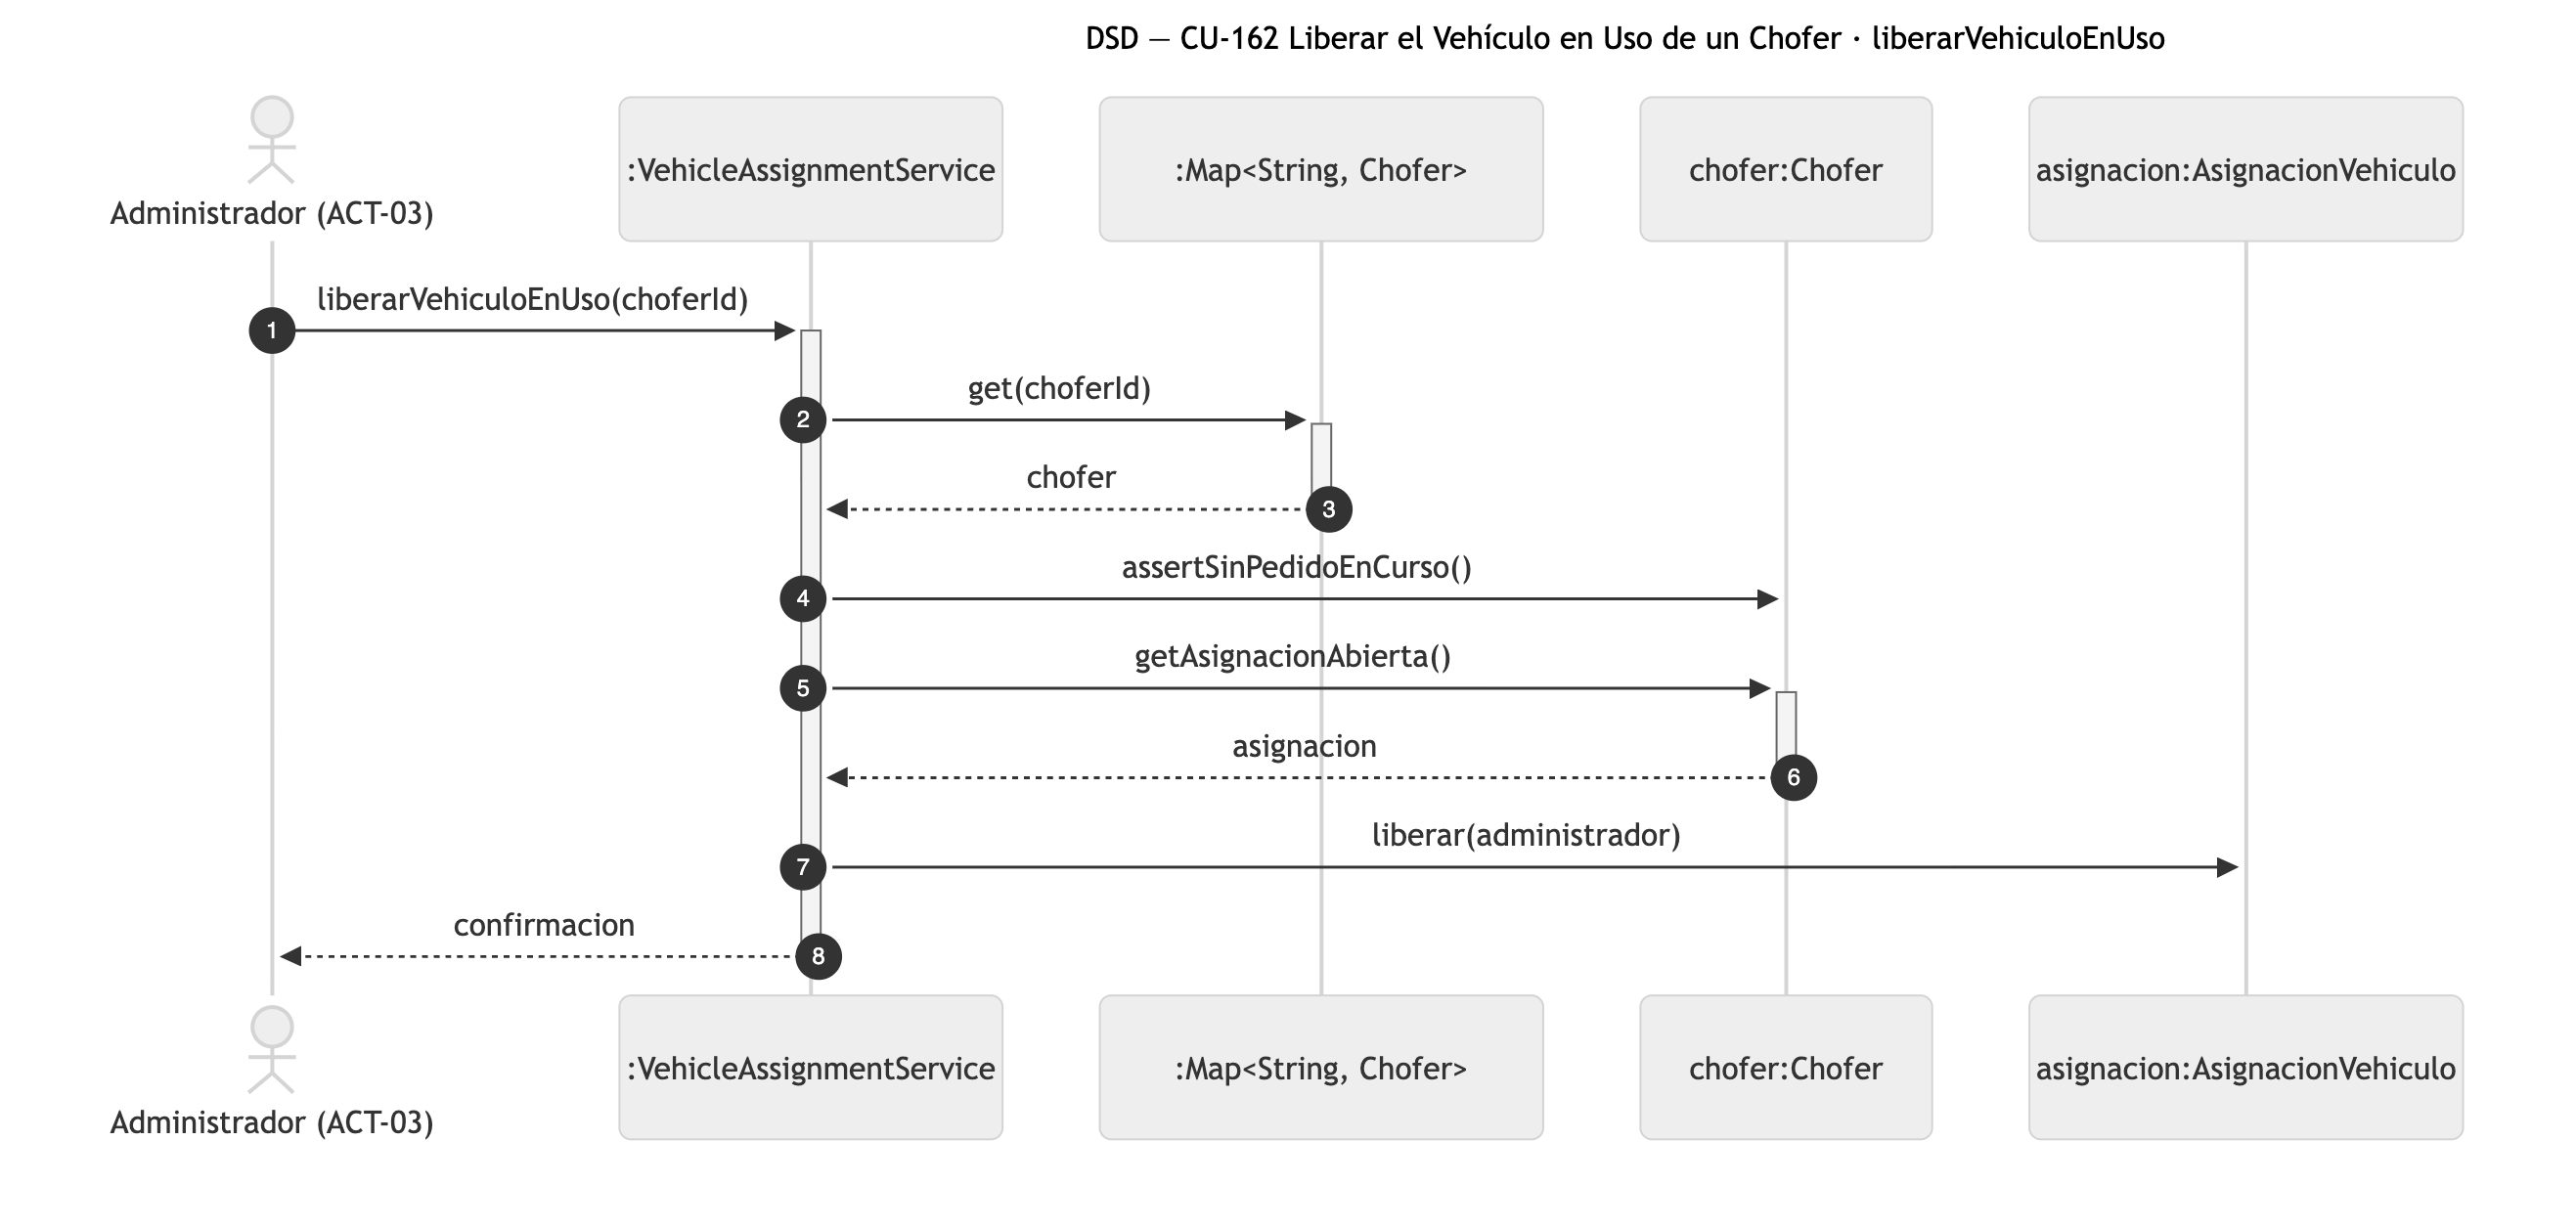 DSD — CU-162 Liberar el Vehículo en Uso de un Chofer · liberarVehiculoEnUso
Administrador (ACT-03)
:VehicleAssignmentService
:Map<String, Chofer>
chofer:Chofer
asignacion:AsignacionVehiculo
liberarVehiculoEnUso(choferId)
1
get(choferId)
2
chofer
3
assertSinPedidoEnCurso()
4
getAsignacionAbierta()
5
asignacion
6
liberar(administrador)
7
confirmacion
8
:VehicleAssignmentService
:Map<String, Chofer>
chofer:Chofer
asignacion:AsignacionVehiculo
Administrador (ACT-03)